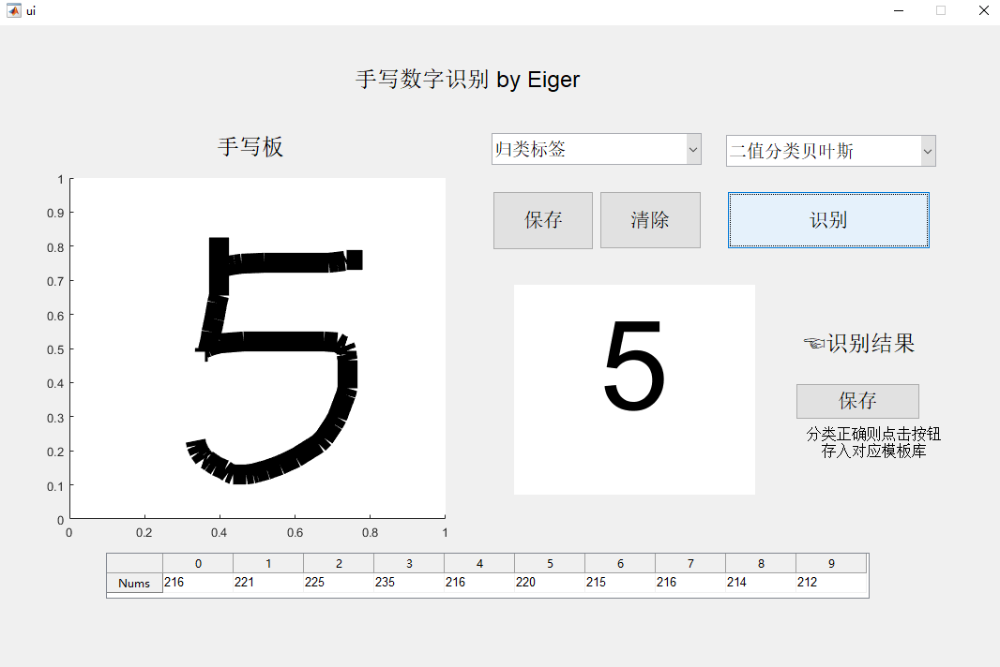 ui
手写数字识别 by Eiger
手写板
归类标签
二值分类贝叶斯
保存
清除
识别
1
0.9
0.8
0.7
0.6
0.5
0.4
0.3
0.2
0.1
0
0 0.2 0.4 0.6 0.8 1
5
5
☜识别结果
保存
分类正确则点击按钮
存入对应模板库
0 1 2 3 4 5 6 7 8 9
Nums 216 221 225 235 216 220 215 216 214 212